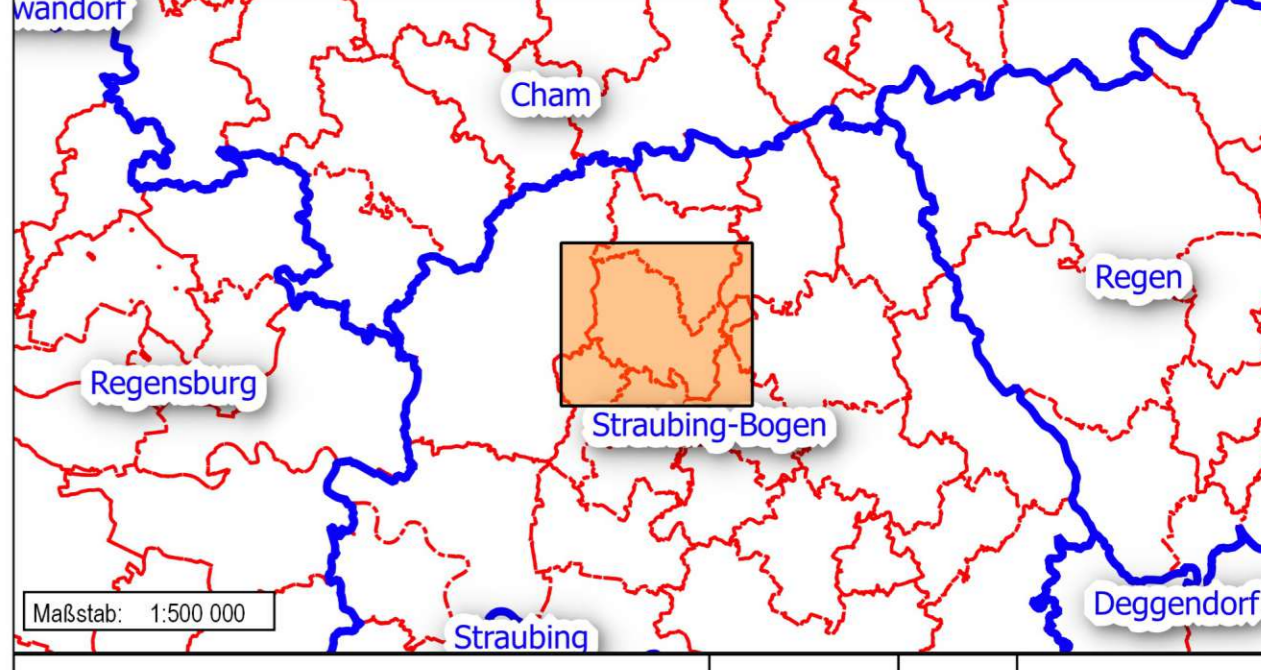 wandorf
Cham
Regen
Regensburg
Straubing-Bogen
Maßstab: 1:500 000
Deggendorf
Straubing